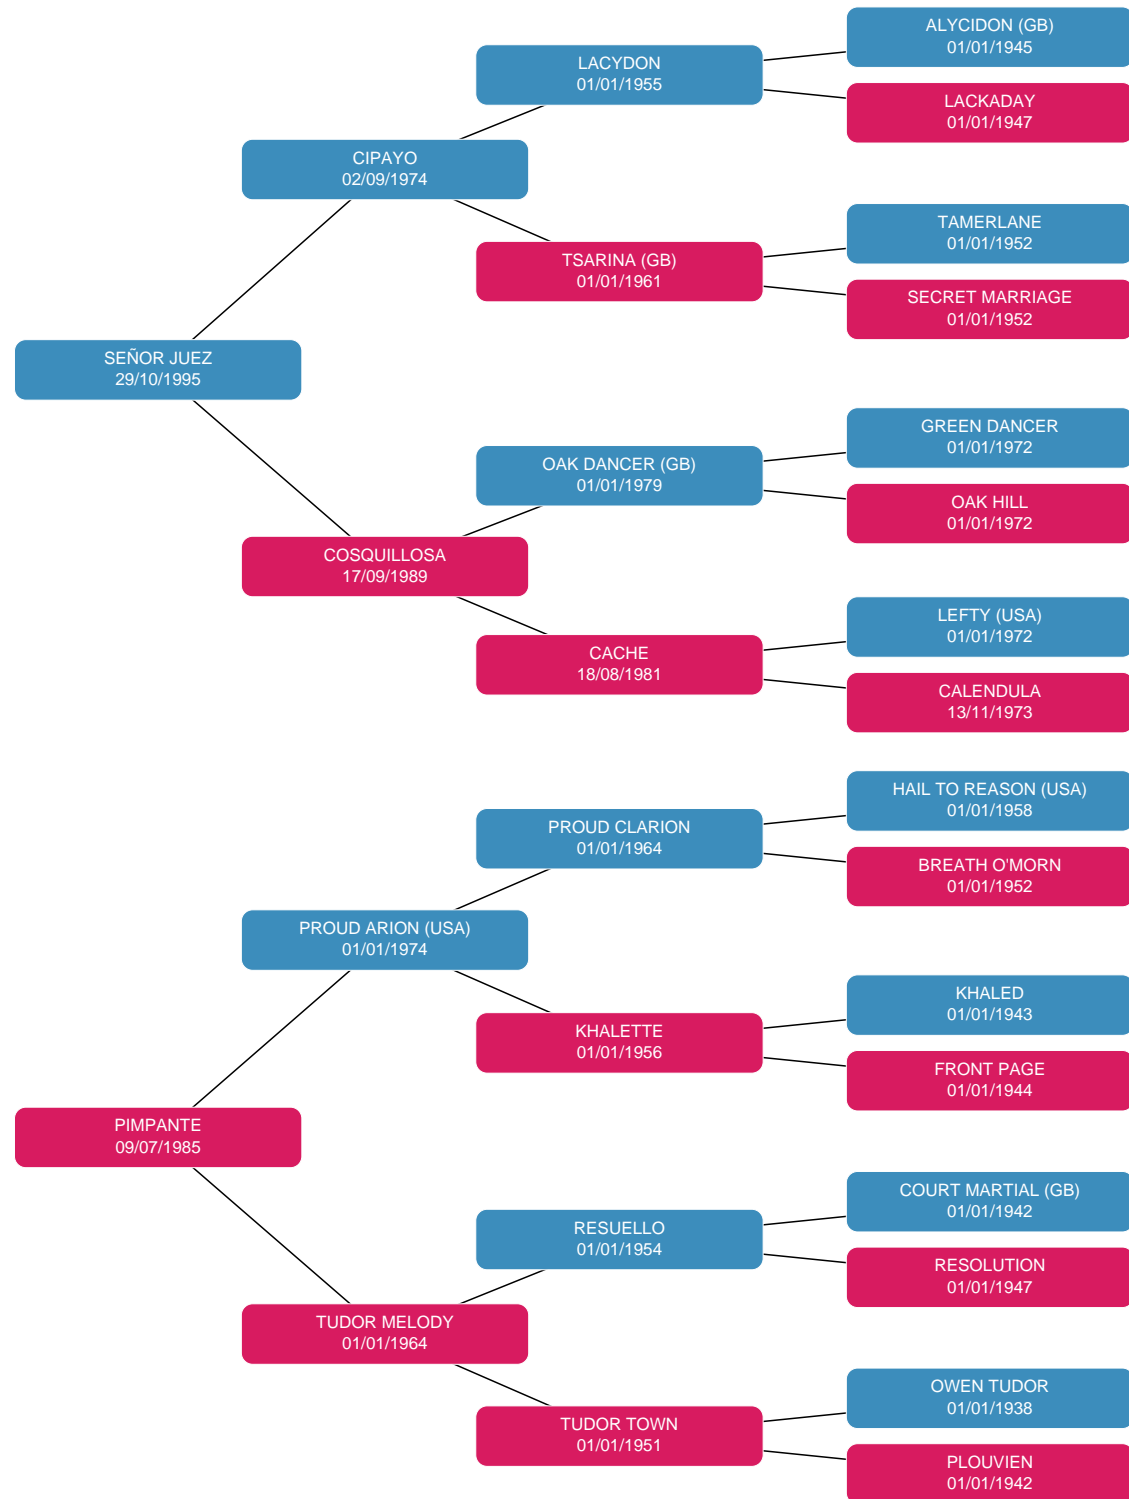 ALYCIDON (GB)
01/01/1945
LACYDON
01/01/1955
LACKADAY
01/01/1947
CIPAYO
02/09/1974
TAMERLANE
01/01/1952
TSARINA (GB)
01/01/1961
SECRET MARRIAGE
01/01/1952
SEÑOR JUEZ
29/10/1995
GREEN DANCER
01/01/1972
OAK DANCER (GB)
01/01/1979
OAK HILL
01/01/1972
COSQUILLOSA
17/09/1989
LEFTY (USA)
01/01/1972
CACHE
18/08/1981
CALENDULA
13/11/1973
HAIL TO REASON (USA)
01/01/1958
PROUD CLARION
01/01/1964
BREATH O'MORN
01/01/1952
PROUD ARION (USA)
01/01/1974
KHALED
01/01/1943
KHALETTE
01/01/1956
FRONT PAGE
01/01/1944
PIMPANTE
09/07/1985
COURT MARTIAL (GB)
01/01/1942
RESUELLO
01/01/1954
RESOLUTION
01/01/1947
TUDOR MELODY
01/01/1964
OWEN TUDOR
01/01/1938
TUDOR TOWN
01/01/1951
PLOUVIEN
01/01/1942